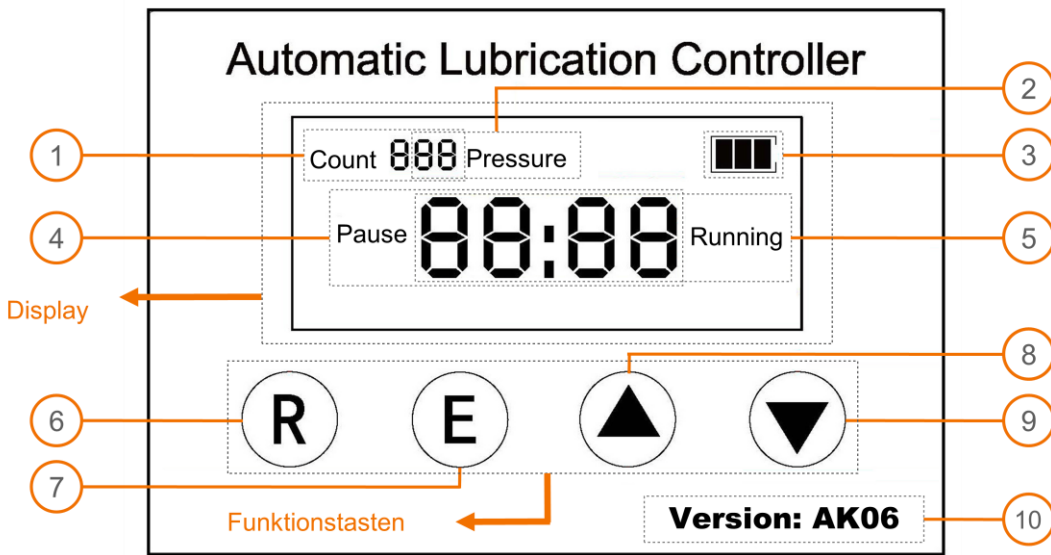 Automatic Lubrication Controller
2
1
Count 888 Pressure
3
4
Pause 88:88 Running
5
Display
8
6
R E
9
7
Funktionstasten
Version: AK06
10